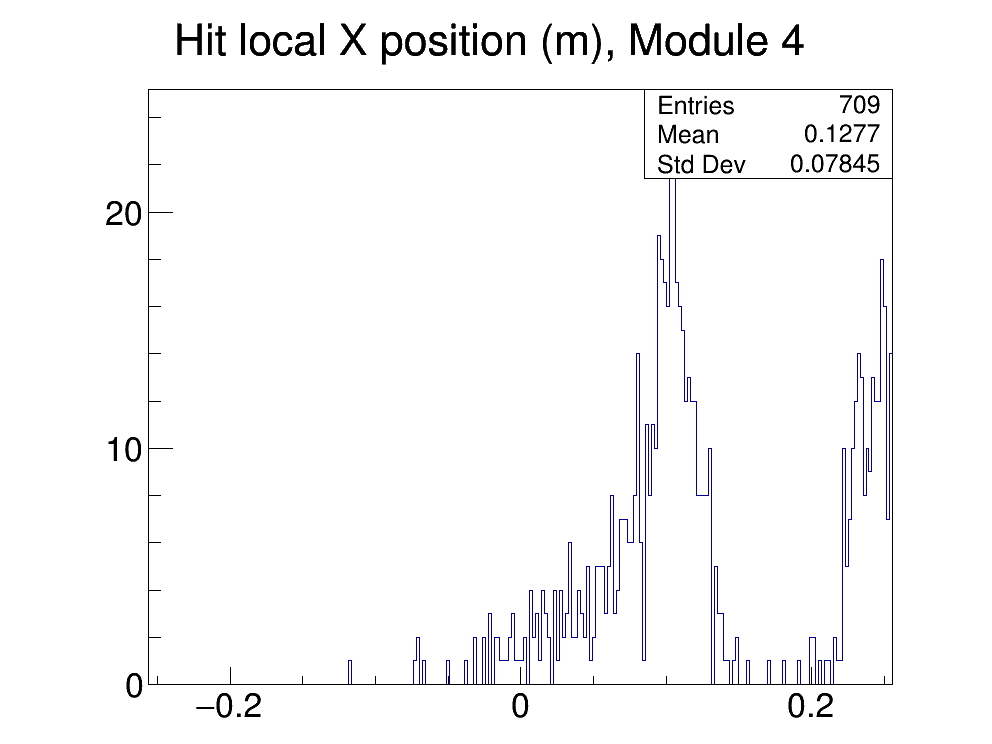 Hit local X position (m), Module 4
Entries 709
Mean 0.1277
Std Dev 0.07845
20
10
0
−0.2 0 0.2